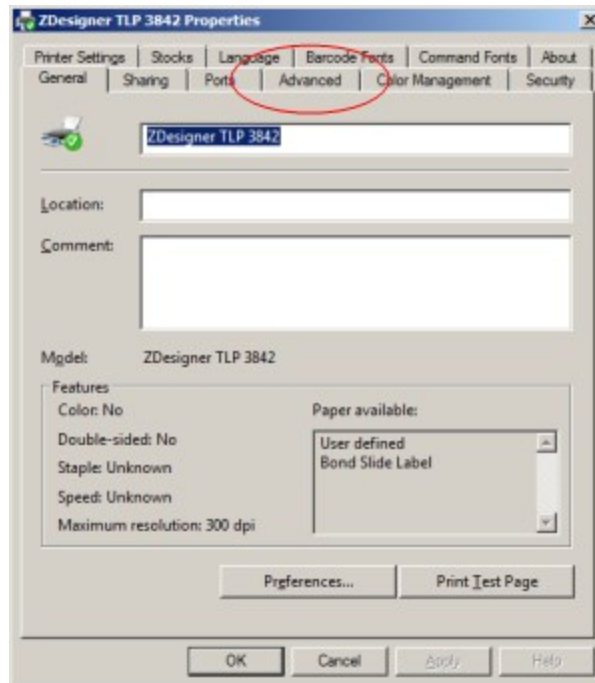 ZDesigner TLP 3842 Properties
Printer Settings Stocks Language Barcode Fonts Command Fonts About
General Sharing Ports Advanced Color Management Security
ZDesigner TLP 3842
Location:
Comment:
Model: ZDesigner TLP 3842
Features
Color: No
Paper available:
Double-sided: No
User defined
Staple: Unknown
Bond Slide Label
Speed: Unknown
Maximum resolution: 300 dpi
Preferences... Print Test Page
OK Cancel Apply Help